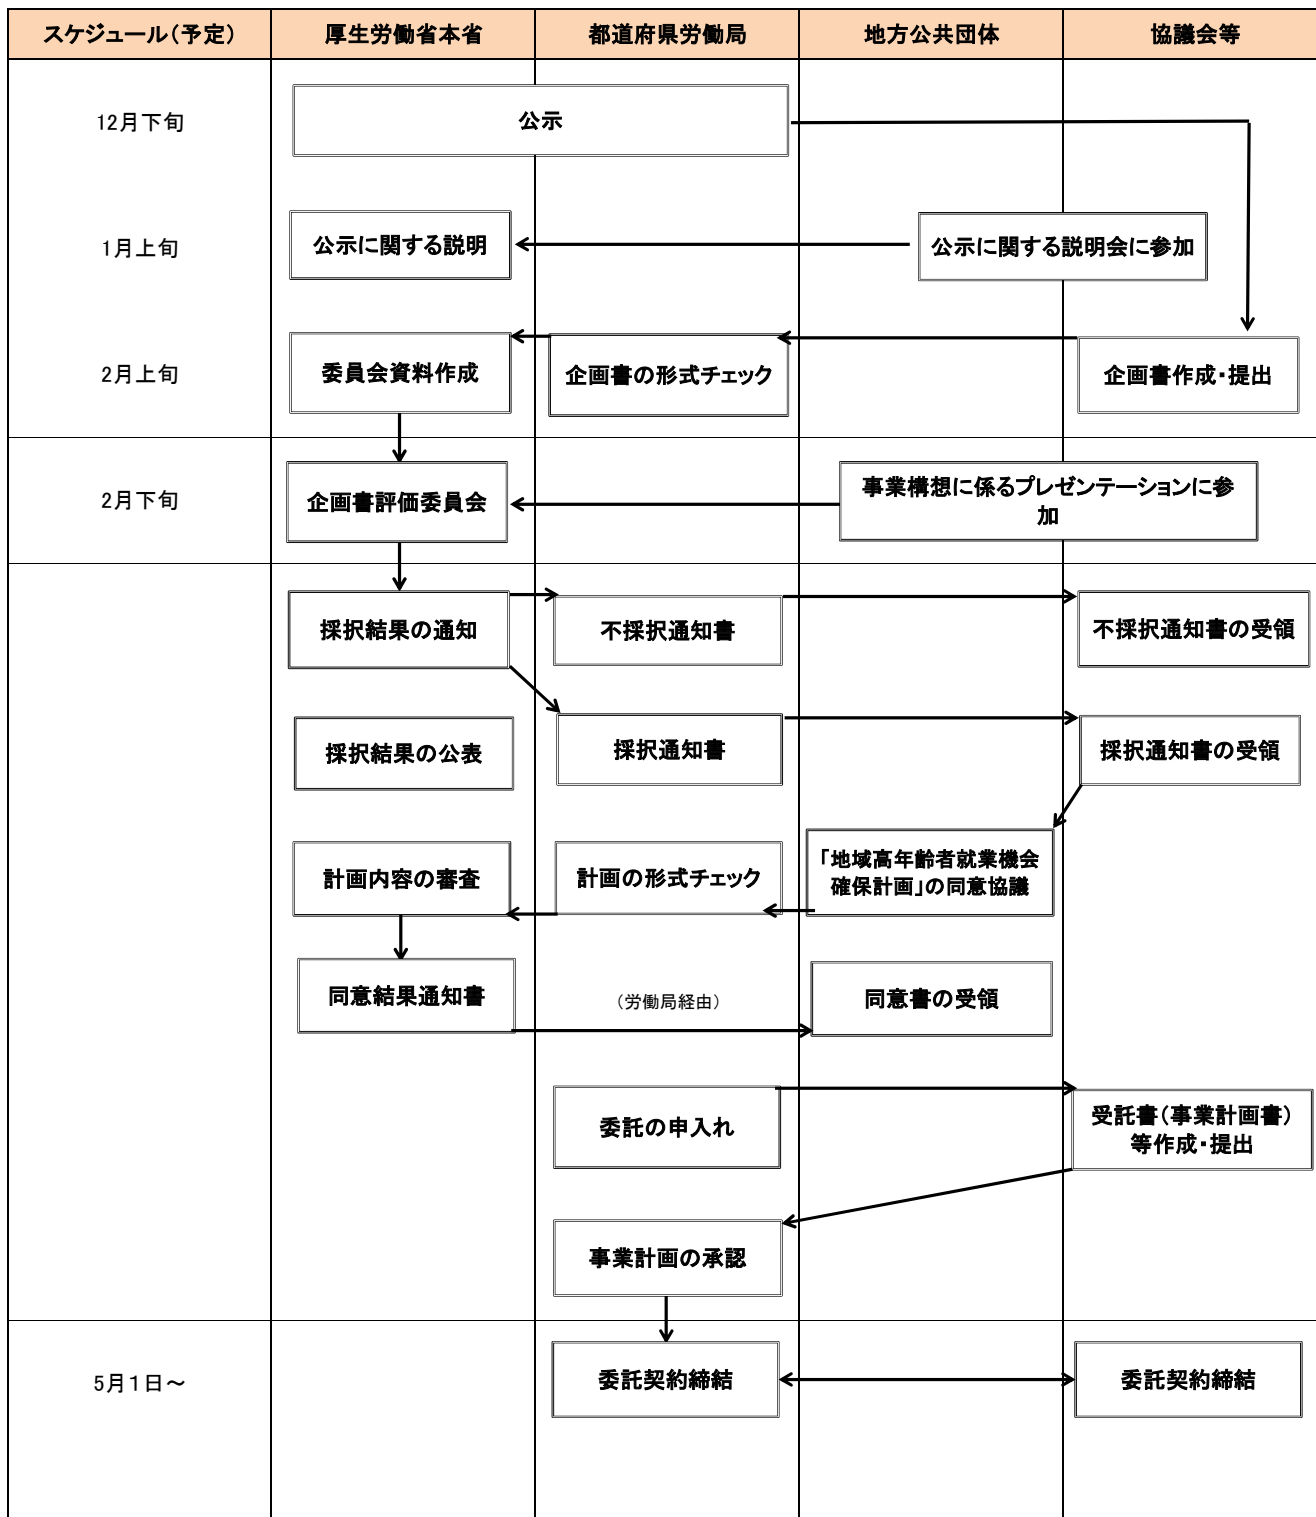 スケジュール（予定）
厚生労働省本省
都道府県労働局
地方公共団体
協議会等
12月下旬
公示
1月上旬
公示に関する説明
公示に関する説明会に参加
2月上旬
委員会資料作成
企画書の形式チェック
企画書作成・提出
2月下旬
企画書評価委員会
事業構想に係るプレゼンテーションに参
加
採択結果の通知
不採択通知書
不採択通知書の受領
採択結果の公表
採択通知書
採択通知書の受領
計画内容の審査
計画の形式チェック
「地域高年齢者就業機会
確保計画」の同意協議
同意結果通知書
（労働局経由）
同意書の受領
委託の申入れ
受託書（事業計画書）
等作成・提出
事業計画の承認
5月１日～
委託契約締結
委託契約締結